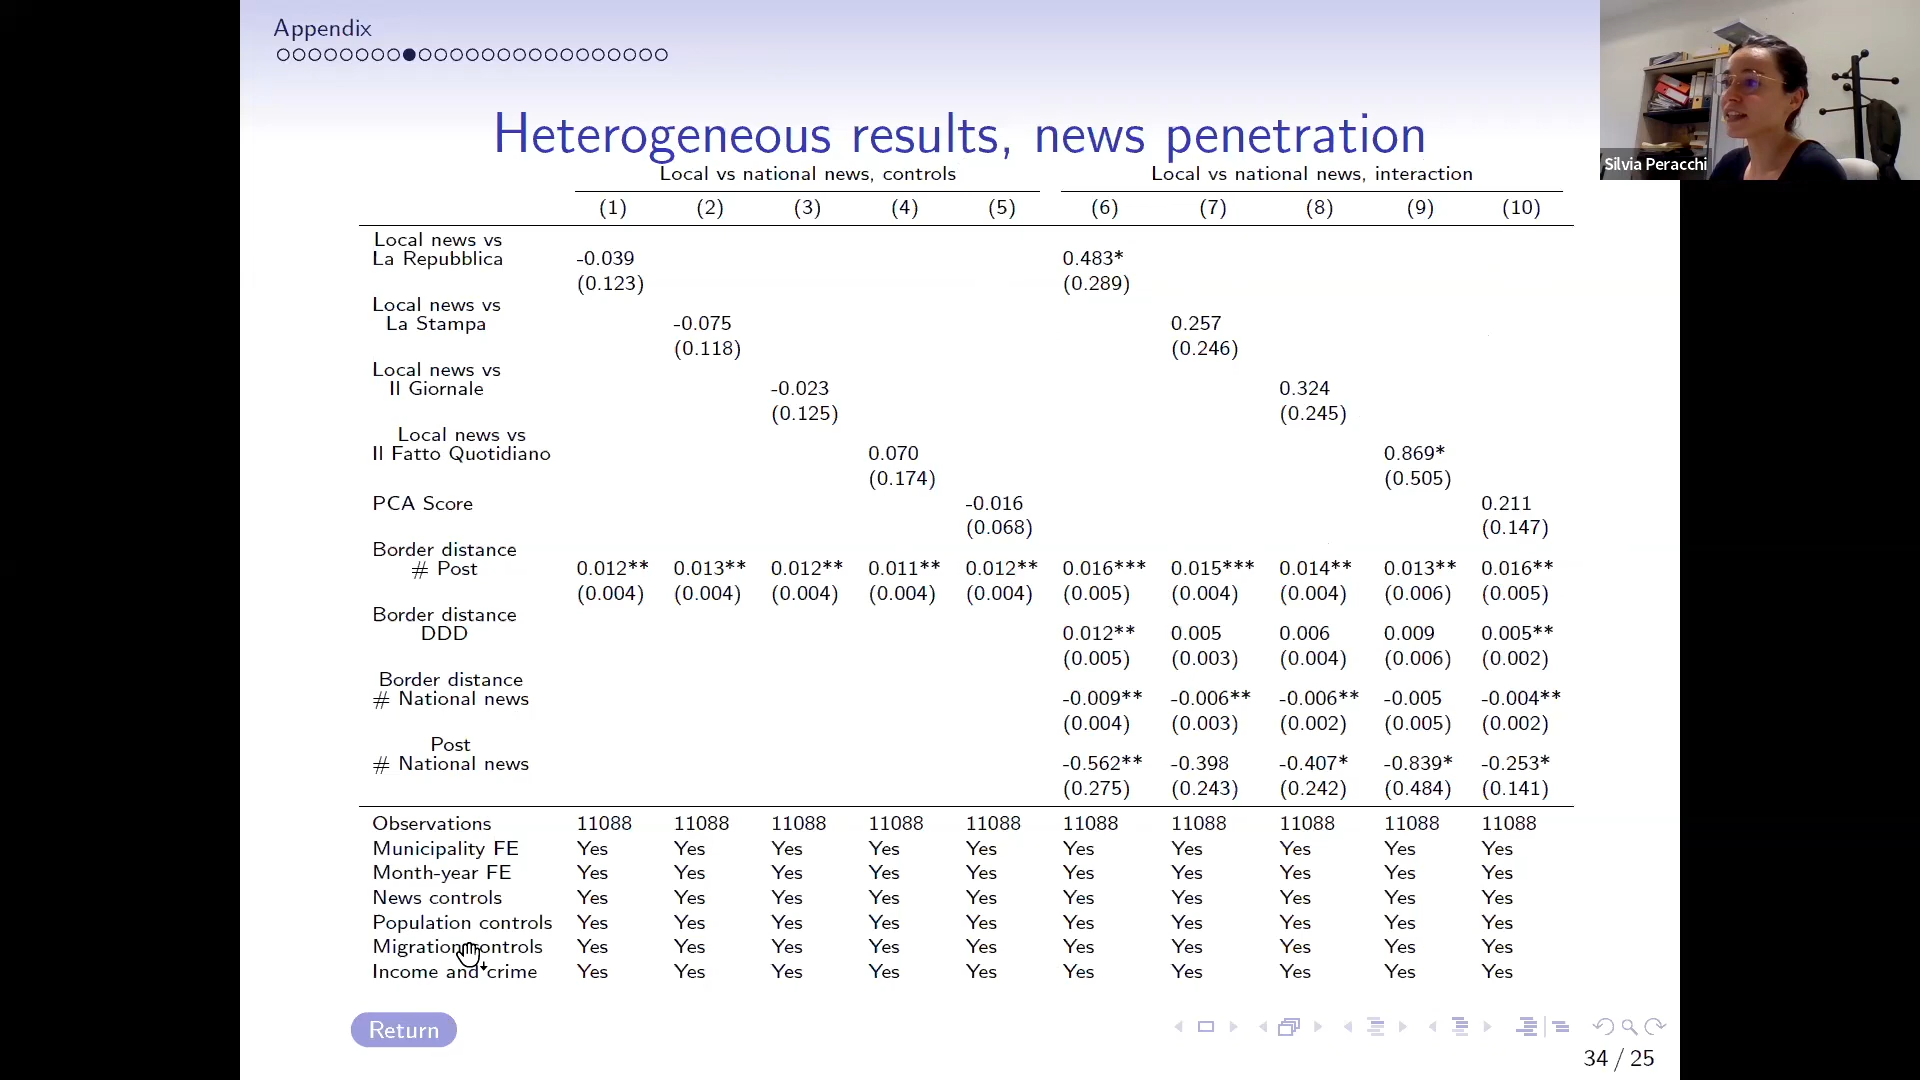 Appendix
Heterogeneous results, news penetration
Silvia Peracchi
Local vs national news, controls Local vs national news, interaction
(1) (2) (3) (4) (5) (6) (7) (8) (9) (10)
Local news vs
La Repubblica -0.039 0.483*
(0.123) (0.289)
Local news vs
La Stampa -0.075 0.257
(0.118) (0.246)
Local news vs
Il Giornale -0.023 0.324
(0.125) (0.245)
Local news vs
Il Fatto Quotidiano 0.070 0.869*
(0.174) (0.505)
PCA Score -0.016 0.211
(0.068) (0.147)
Border distance
# Post 0.012** 0.013** 0.012** 0.011** 0.012** 0.016*** 0.015*** 0.014** 0.013** 0.016**
(0.004) (0.004) (0.004) (0.004) (0.004) (0.005) (0.004) (0.004) (0.006) (0.005)
Border distance
DDD 0.012** 0.005 0.006 0.009 0.005**
(0.005) (0.003) (0.004) (0.006) (0.002)
Border distance
# National news -0.009** -0.006** -0.006** -0.005 -0.004**
(0.004) (0.003) (0.002) (0.005) (0.002)
Post
# National news -0.562** -0.398 -0.407* -0.839* -0.253*
(0.275) (0.243) (0.242) (0.484) (0.141)
Observations 11088 11088 11088 11088 11088 11088 11088 11088 11088 11088
Municipality FE Yes Yes Yes Yes Yes Yes Yes Yes Yes Yes
Month-year FE Yes Yes Yes Yes Yes Yes Yes Yes Yes Yes
News controls Yes Yes Yes Yes Yes Yes Yes Yes Yes Yes
Population controls Yes Yes Yes Yes Yes Yes Yes Yes Yes Yes
Migration controls Yes Yes Yes Yes Yes Yes Yes Yes Yes Yes
Income and crime Yes Yes Yes Yes Yes Yes Yes Yes Yes Yes
Return
34 / 25